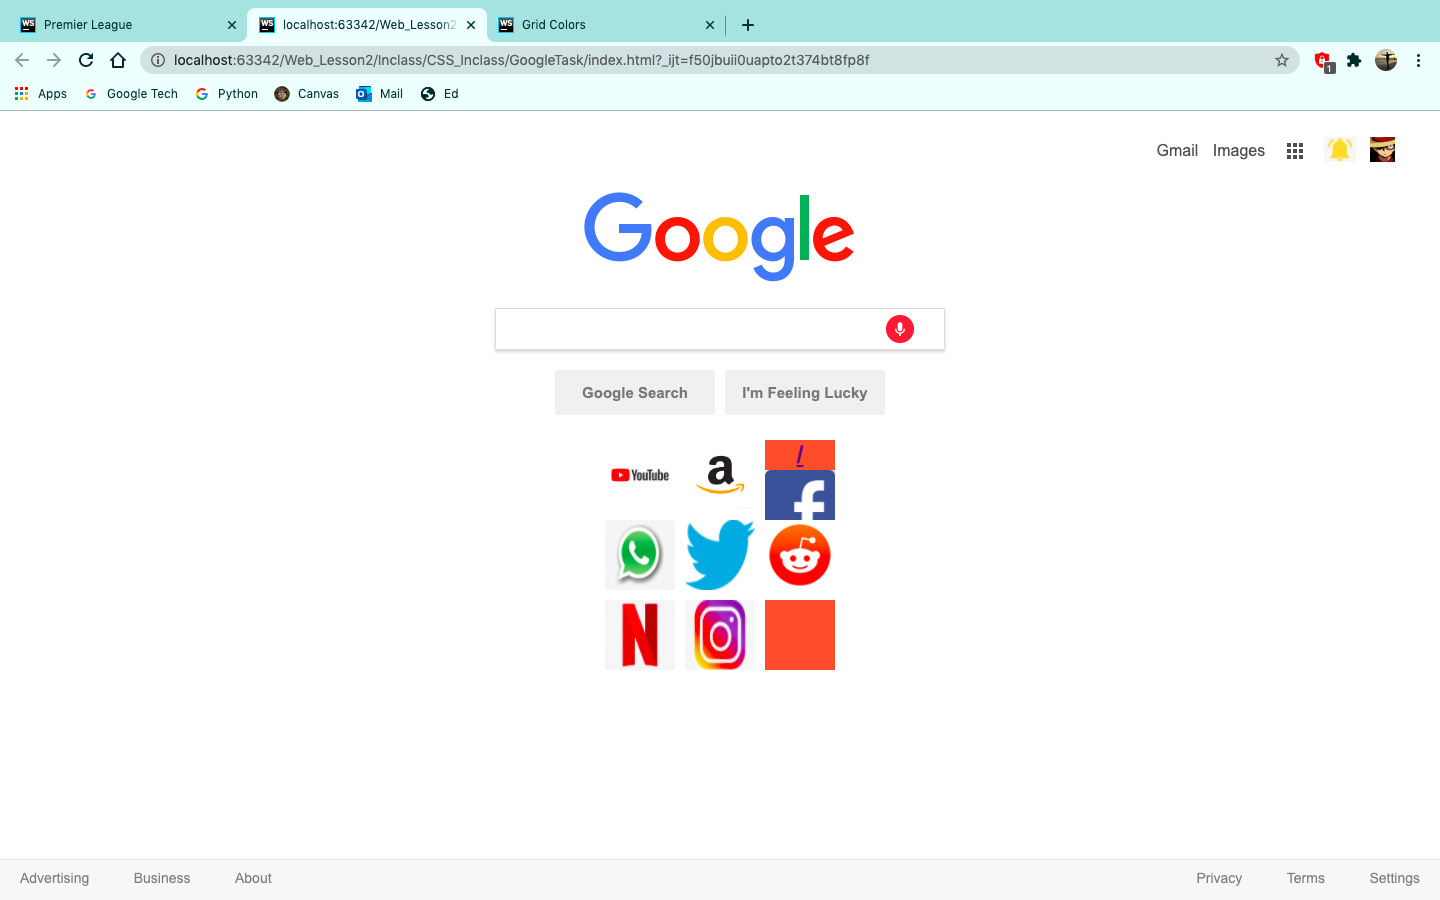 Premier League
localhost:63342/Web_Lesson2
Grid Colors
localhost:63342/Web_Lesson2/Inclass/CSS_Inclass/GoogleTask/index.html?_ijt=f50jbuii0uapto2t374bt8fp8f
1
Apps Google Tech Python Canvas Mail Ed
Gmail Images
Google
Google Search I'm Feeling Lucky
YouTube a /
f
N
Advertising Business About Privacy Terms Settings